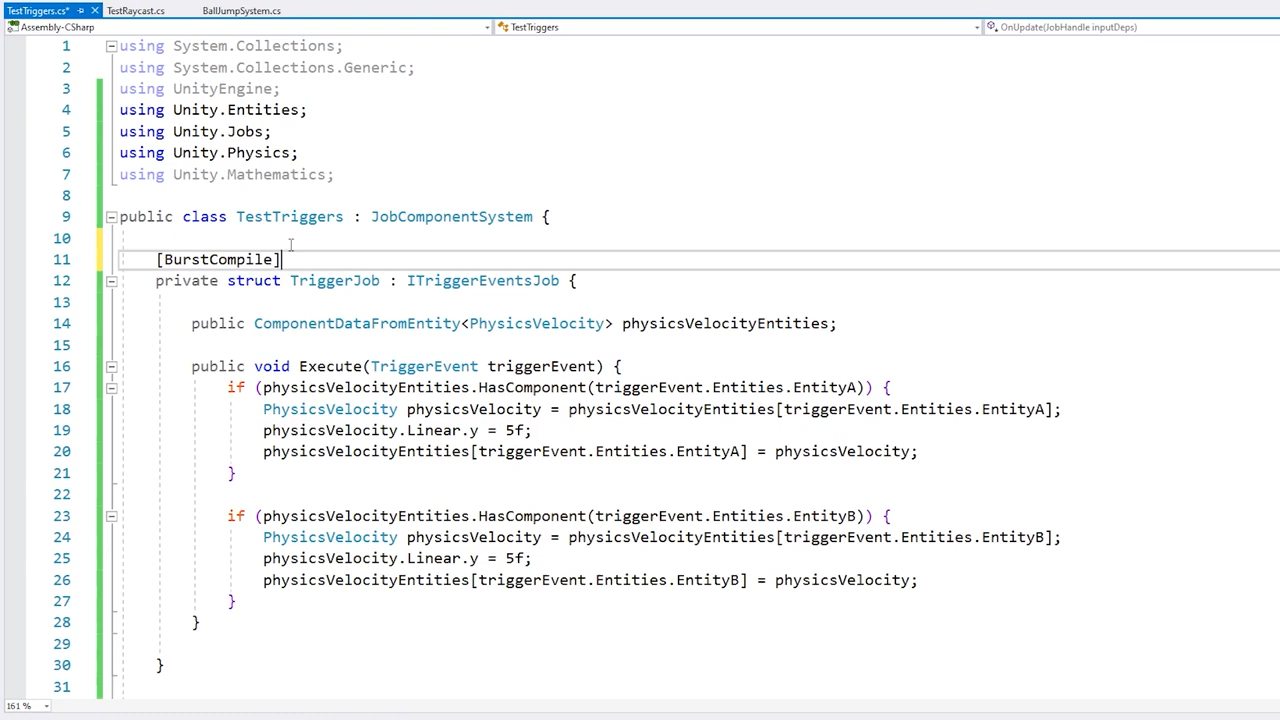 TestTriggers.cs*
TestRaycast.cs
BallJumpSystem.cs
Assembly-CSharp
TestTriggers
OnUpdate(JobHandle inputDeps)
1 using System.Collections;
2 using System.Collections.Generic;
3 using UnityEngine;
4 using Unity.Entities;
5 using Unity.Jobs;
6 using Unity.Physics;
7 using Unity.Mathematics;
8
9 public class TestTriggers : JobComponentSystem {
10
11 [BurstCompile]
12 private struct TriggerJob : ITriggerEventsJob {
13
14 public ComponentDataFromEntity<PhysicsVelocity> physicsVelocityEntities;
15
16 public void Execute(TriggerEvent triggerEvent) {
17 if (physicsVelocityEntities.HasComponent(triggerEvent.Entities.EntityA)) {
18 PhysicsVelocity physicsVelocity = physicsVelocityEntities[triggerEvent.Entities.EntityA];
19 physicsVelocity.Linear.y = 5f;
20 physicsVelocityEntities[triggerEvent.Entities.EntityA] = physicsVelocity;
21 }
22
23 if (physicsVelocityEntities.HasComponent(triggerEvent.Entities.EntityB)) {
24 PhysicsVelocity physicsVelocity = physicsVelocityEntities[triggerEvent.Entities.EntityB];
25 physicsVelocity.Linear.y = 5f;
26 physicsVelocityEntities[triggerEvent.Entities.EntityB] = physicsVelocity;
27 }
28 }
29
30 }
31
161 %